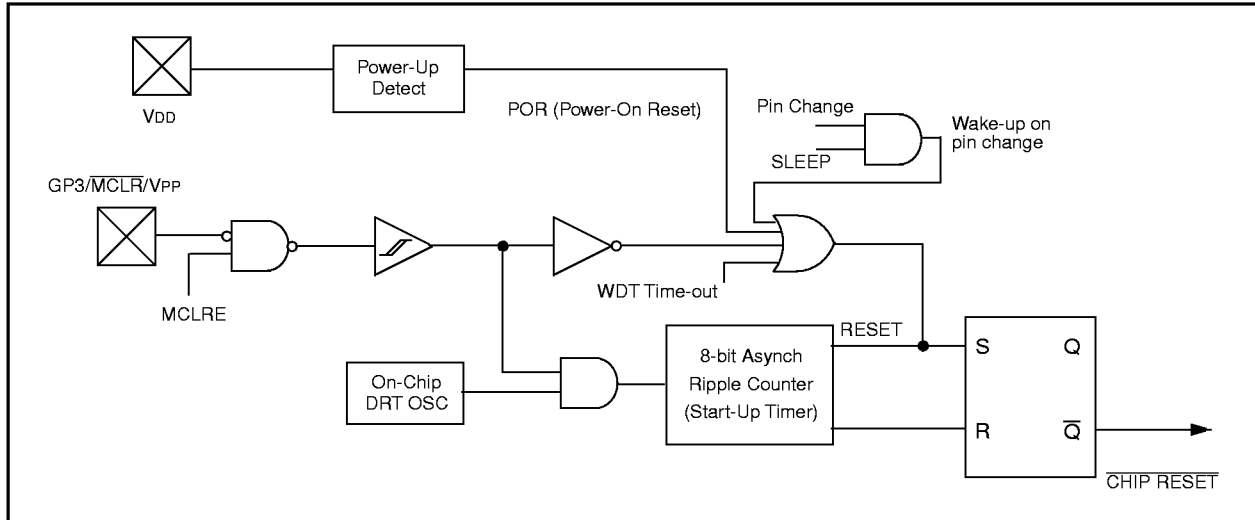 Power-Up
Detect
VDD
POR (Power-On Reset)
Pin Change
SLEEP
Wake-up on
pin change
GP3/MCLR/VPP
MCLRE
WDT Time-out
RESET
On-Chip
DRT OSC
8-bit Asynch
Ripple Counter
(Start-Up Timer)
S Q
R Q
CHIP RESET